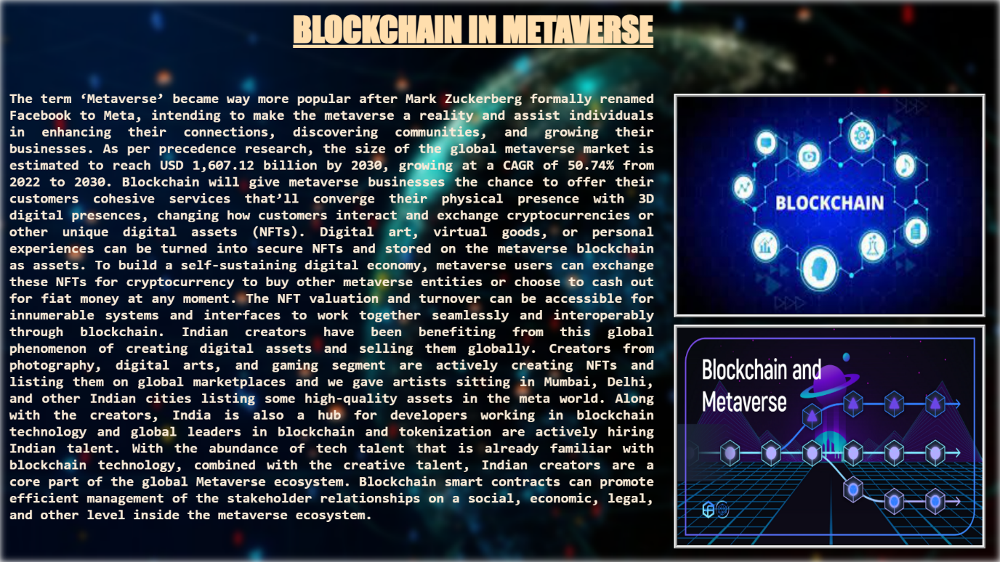 BLOCKCHAIN IN METAVERSE
The term ‘Metaverse’ became way more popular after Mark Zuckerberg formally renamed
Facebook to Meta, intending to make the metaverse a reality and assist individuals
in enhancing their connections, discovering communities, and growing their
businesses. As per precedence research, the size of the global metaverse market is
estimated to reach USD 1,607.12 billion by 2030, growing at a CAGR of 50.74% from
2022 to 2030. Blockchain will give metaverse businesses the chance to offer their
customers cohesive services that’ll converge their physical presence with 3D
digital presences, changing how customers interact and exchange cryptocurrencies or
other unique digital assets (NFTs). Digital art, virtual goods, or personal
experiences can be turned into secure NFTs and stored on the metaverse blockchain
as assets. To build a self-sustaining digital economy, metaverse users can exchange
these NFTs for cryptocurrency to buy other metaverse entities or choose to cash out
for fiat money at any moment. The NFT valuation and turnover can be accessible for
innumerable systems and interfaces to work together seamlessly and interoperably
through blockchain. Indian creators have been benefiting from this global
phenomenon of creating digital assets and selling them globally. Creators from
photography, digital arts, and gaming segment are actively creating NFTs and
listing them on global marketplaces and we gave artists sitting in Mumbai, Delhi,
and other Indian cities listing some high-quality assets in the meta world. Along
with the creators, India is also a hub for developers working in blockchain
technology and global leaders in blockchain and tokenization are actively hiring
Indian talent. With the abundance of tech talent that is already familiar with
blockchain technology, combined with the creative talent, Indian creators are a
core part of the global Metaverse ecosystem. Blockchain smart contracts can promote
efficient management of the stakeholder relationships on a social, economic, legal,
and other level inside the metaverse ecosystem.
BLOCKCHAIN
Blockchain and
Metaverse